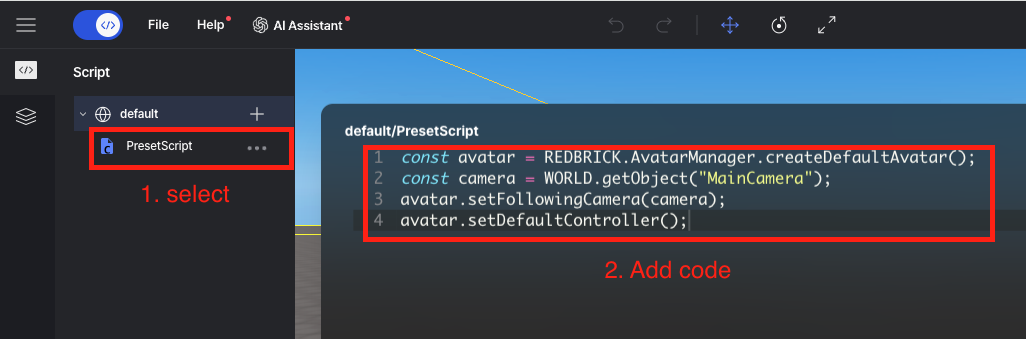 File
Help
AI Assistant
Script
default
PresetScript
1. select
default/PresetScript
1 const avatar = REDBRICK.AvatarManager.createDefaultAvatar();
2 const camera = WORLD.getObject("MainCamera");
3 avatar.setFollowingCamera(camera);
4 avatar.setDefaultController();
2. Add code